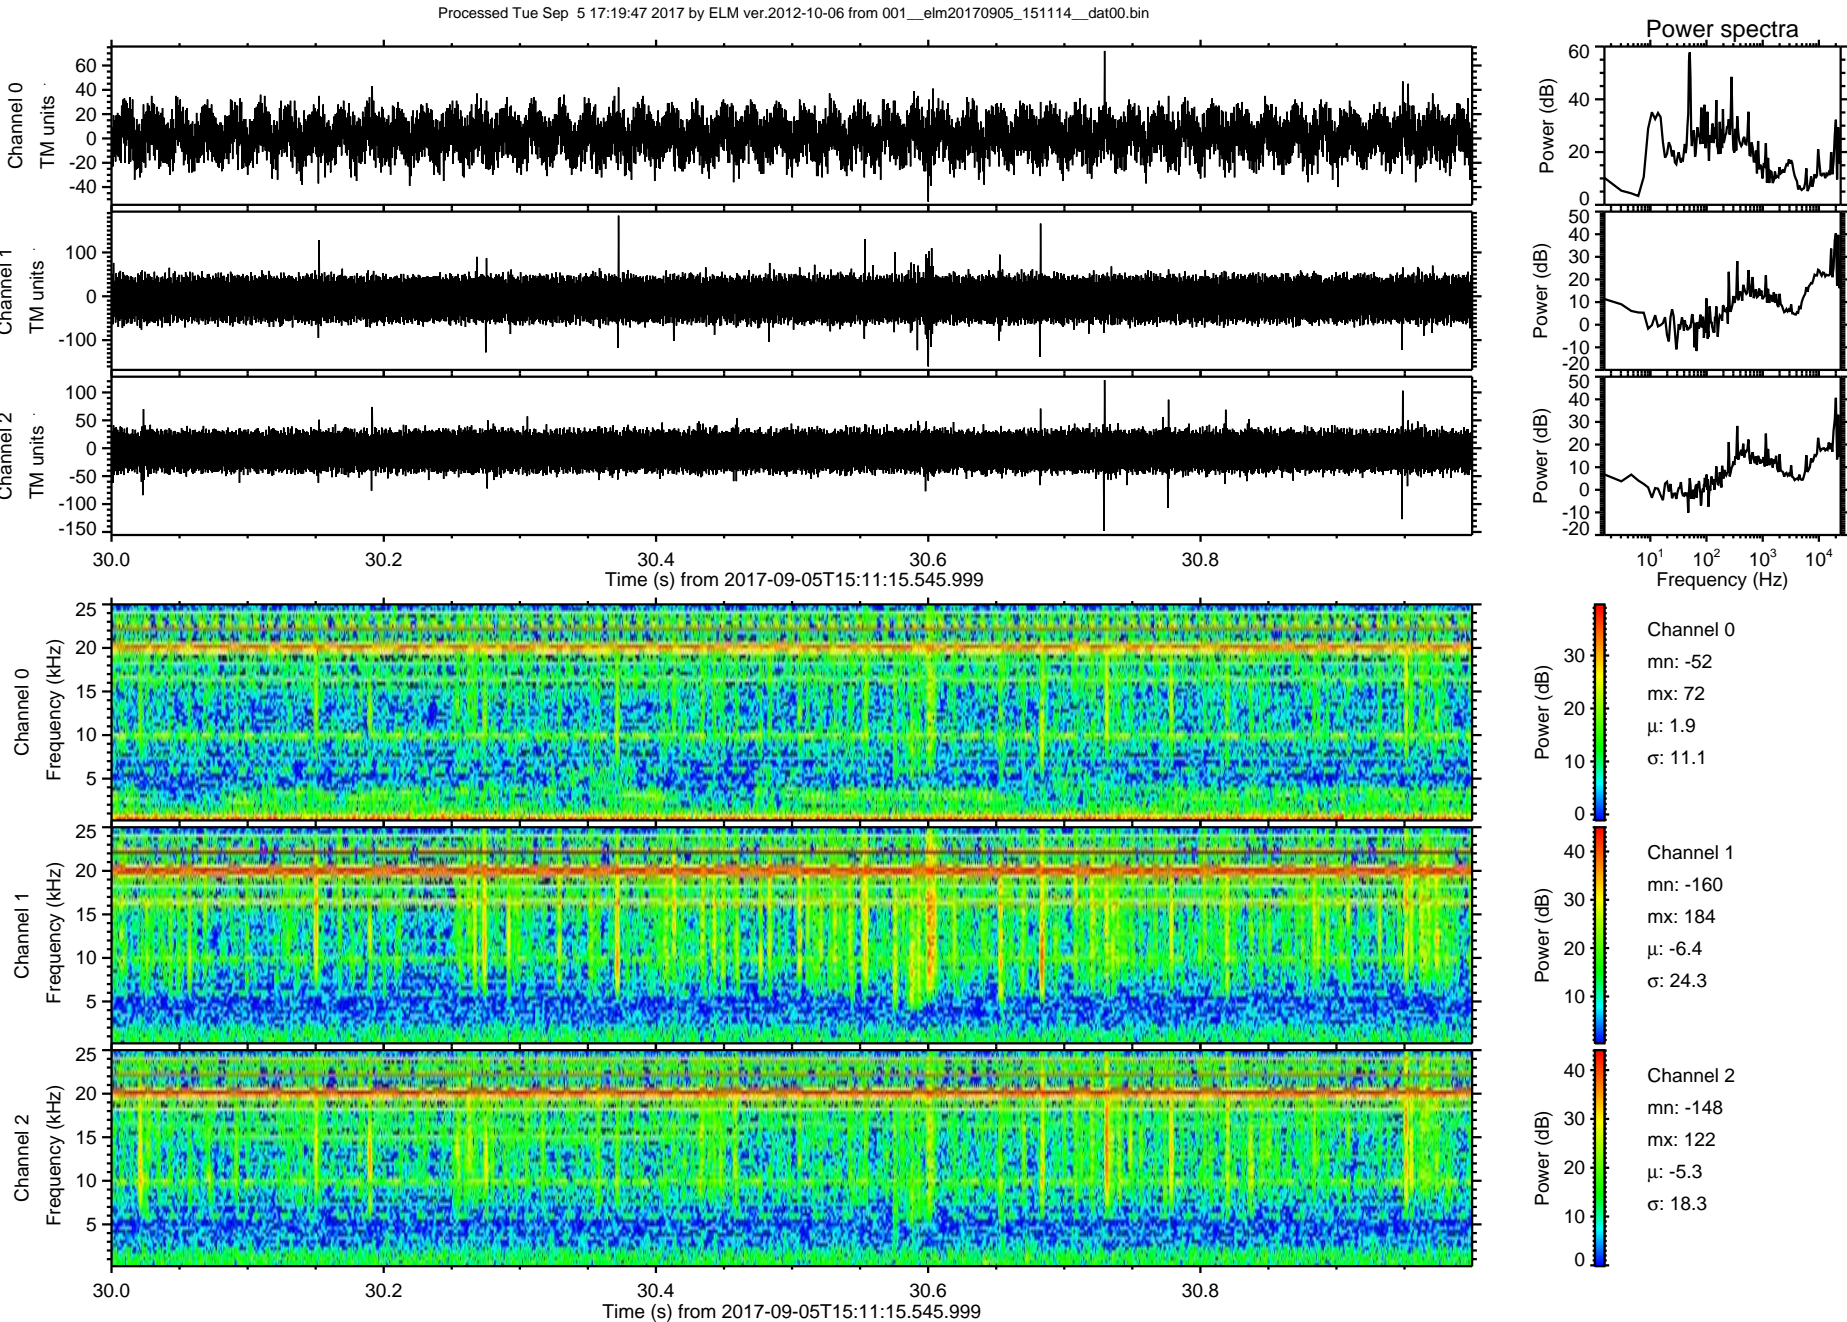 Processed Tue Sep  5 17:19:47 2017 by ELM ver.2012-10-06 from 001__elm20170905_151114__dat00.bin
Power spectra
Channel 0
TM units
60
40
20
0
-20
-40
Power (dB)
60
40
20
0
Channel 1
TM units
100
0
-100
Power (dB)
50
40
30
20
10
0
-10
-20
Channel 2
TM units
100
50
0
-50
-100
-150
Power (dB)
50
40
30
20
10
0
-10
-20
30.0 30.2 30.4 30.6 30.8
Time (s) from 2017-09-05T15:11:15.545.999
10^1 10^2 10^3 10^4
Frequency (Hz)
Channel 0
Frequency (kHz)
25
20
15
10
5
Power (dB)
30
20
10
0
Channel 0
mn: -52
mx: 72
μ: 1.9
σ: 11.1
Channel 1
Frequency (kHz)
25
20
15
10
5
Power (dB)
40
30
20
10
Channel 1
mn: -160
mx: 184
μ: -6.4
σ: 24.3
Channel 2
Frequency (kHz)
25
20
15
10
5
Power (dB)
40
30
20
10
0
Channel 2
mn: -148
mx: 122
μ: -5.3
σ: 18.3
30.0 30.2 30.4 30.6 30.8
Time (s) from 2017-09-05T15:11:15.545.999